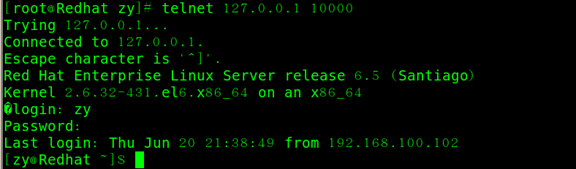 [root@Redhat zy]# telnet 127.0.0.1 10000
Trying 127.0.0.1...
Connected to 127.0.0.1.
Escape character is '^]'.
Red Hat Enterprise Linux Server release 6.5 (Santiago)
Kernel 2.6.32-431.el6.x86_64 on an x86_64
�login: zy
Password:
Last login: Thu Jun 20 21:38:49 from 192.168.100.102
[zy@Redhat ~]$